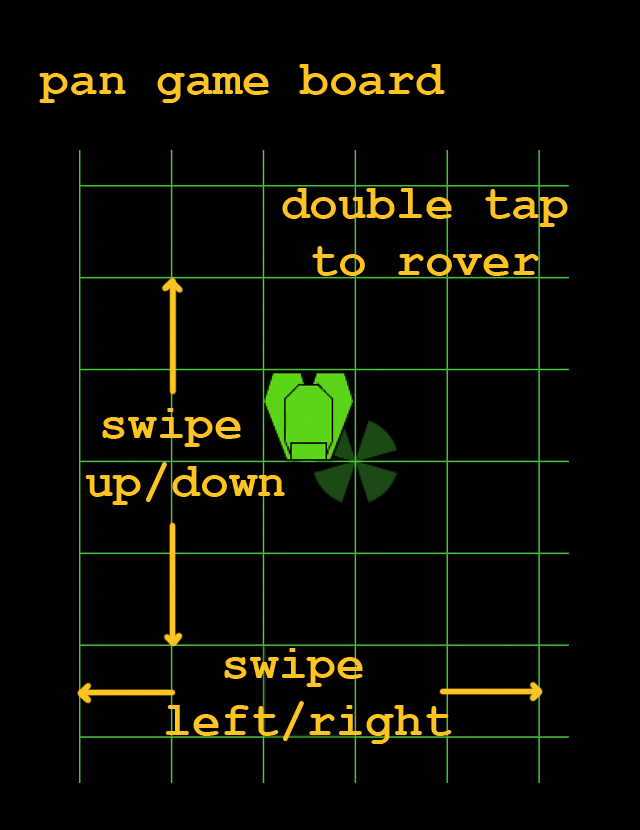 pan game board
double tap
to rover
swipe
up/down
swipe
left/right